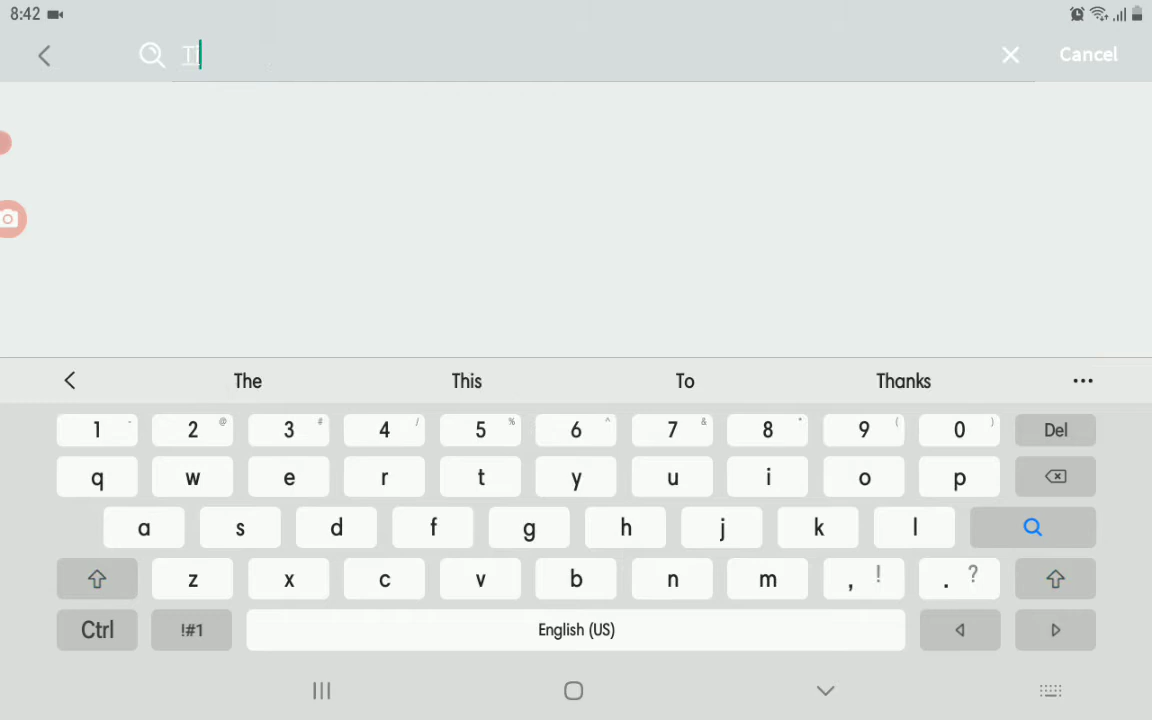 8:42
Ti Cancel
The This To Thanks
1 - 2 @ 3 # 4 / 5 % 6 ^ 7 & 8 * 9 ( 0 ) Del
q w e r t y u i o p
a s d f g h j k l
z x c v b n m , ! . ?
Ctrl !#1 English (US)